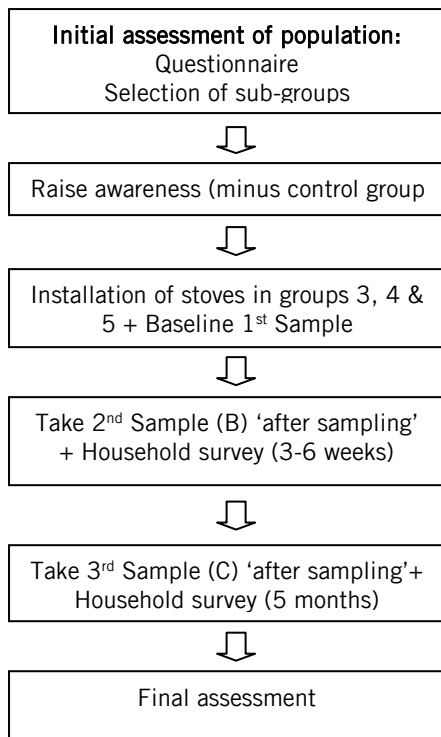 Initial assessment of population:
Questionnaire
Selection of sub-groups
Raise awareness (minus control group
Installation of stoves in groups 3, 4 &
5 + Baseline 1st Sample
Take 2nd Sample (B) ‘after sampling’
+ Household survey (3-6 weeks)
Take 3rd Sample (C) ‘after sampling’+
Household survey (5 months)
Final assessment